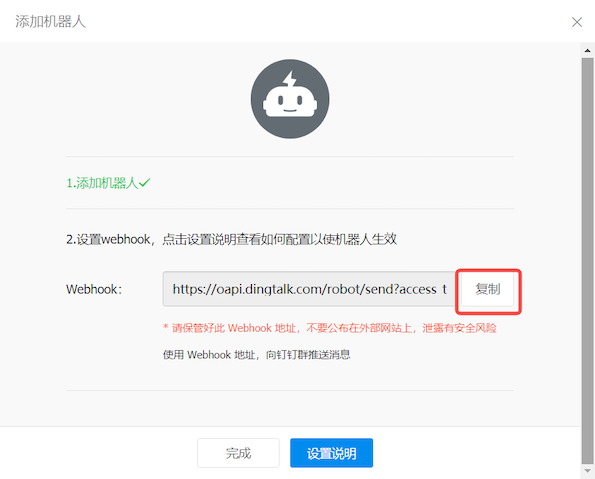 添加机器人
1.添加机器人
2.设置webhook，点击设置说明查看如何配置以使机器人生效
Webhook：
https://oapi.dingtalk.com/robot/send?access_t
复制
* 请保管好此 Webhook 地址，不要公布在外部网站上，泄露有安全风险
使用 Webhook 地址，向钉钉群推送消息
完成
设置说明